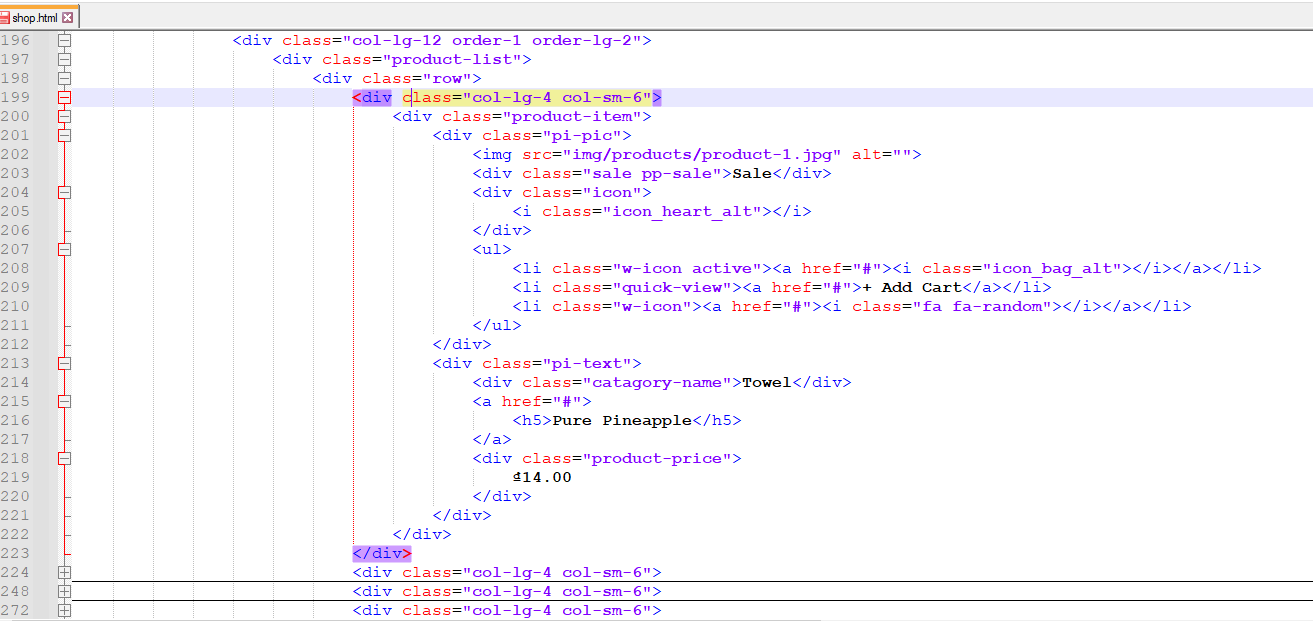 shop.html
196 <div class="col-lg-12 order-1 order-lg-2">
197 <div class="product-list">
198 <div class="row">
199 <div class="col-lg-4 col-sm-6">
200 <div class="product-item">
201 <div class="pi-pic">
202 <img src="img/products/product-1.jpg" alt="">
203 <div class="sale pp-sale">Sale</div>
204 <div class="icon">
205 <i class="icon_heart_alt"></i>
206 </div>
207 <ul>
208 <li class="w-icon active"><a href="#"><i class="icon_bag_alt"></i></a></li>
209 <li class="quick-view"><a href="#">+ Add Cart</a></li>
210 <li class="w-icon"><a href="#"><i class="fa fa-random"></i></a></li>
211 </ul>
212 </div>
213 <div class="pi-text">
214 <div class="catagory-name">Towel</div>
215 <a href="#">
216 <h5>Pure Pineapple</h5>
217 </a>
218 <div class="product-price">
219 ₫14.00
220 </div>
221 </div>
222 </div>
223 </div>
224 <div class="col-lg-4 col-sm-6">
248 <div class="col-lg-4 col-sm-6">
272 <div class="col-lg-4 col-sm-6">